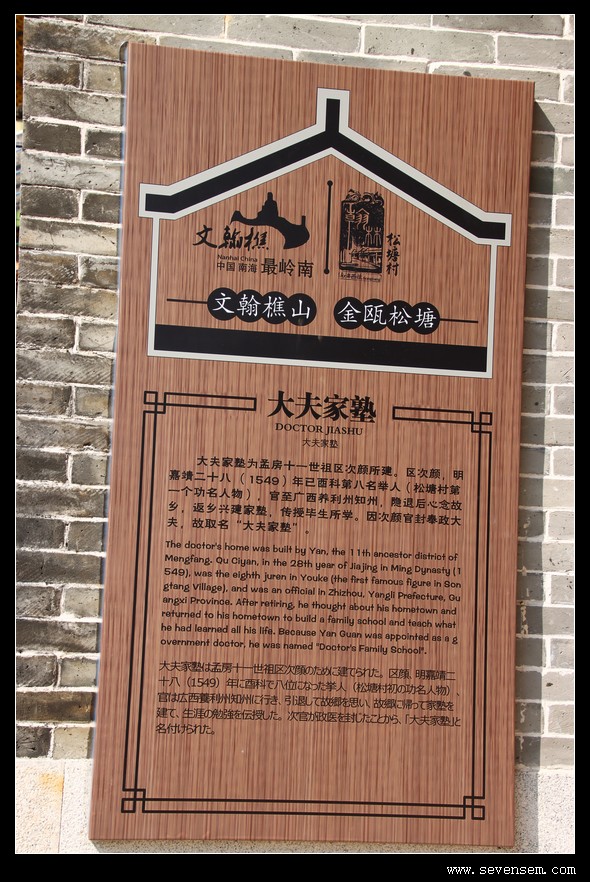 文翰樵
Nanhai China
中国 南海 最岭南
翰林
松塘村
文翰樵山 金瓯松塘
大夫家塾
DOCTOR JIASHU
大夫家塾
大夫家塾为孟房十一世祖区次颜所建。区次颜，明
嘉靖二十八（1549）年已酉科第八名举人（松塘村第
一个功名人物），官至广西养利州知州，隐退后心念故
乡，返乡兴建家塾，传授毕生所学。因次颜官封奉政大
夫，故取名“大夫家塾”。
The doctor's home was built by Yan, the 11th ancestor district of
Mengfang. Qu Ciyan, in the 28th year of Jiajing in Ming Dynasty (1
549), was the eighth juren in Youke (the first famous figure in Son
gtang Village), and was an official in Zhizhou, Yangli Prefecture, Gu
angxi Province. After retiring, he thought about his hometown and
returned to his hometown to build a family school and teach what
he had learned all his life. Because Yan Guan was appointed as a g
overnment doctor, he was named "Doctor's Family School".
大夫家塾は孟房十一世祖区次颜のために建てられた。区颜、明嘉靖二
十八（1549）年に酉科で八位になった挙人（松塘村初の功名人物）、
官は広西養利州知州に行き、引退して故郷を思い、故郷に帰って家塾を
建て、生涯の勉強を伝授した。次官が政医を封じたことから、「大夫家塾」と
名付けられた。
www.sevensem.com